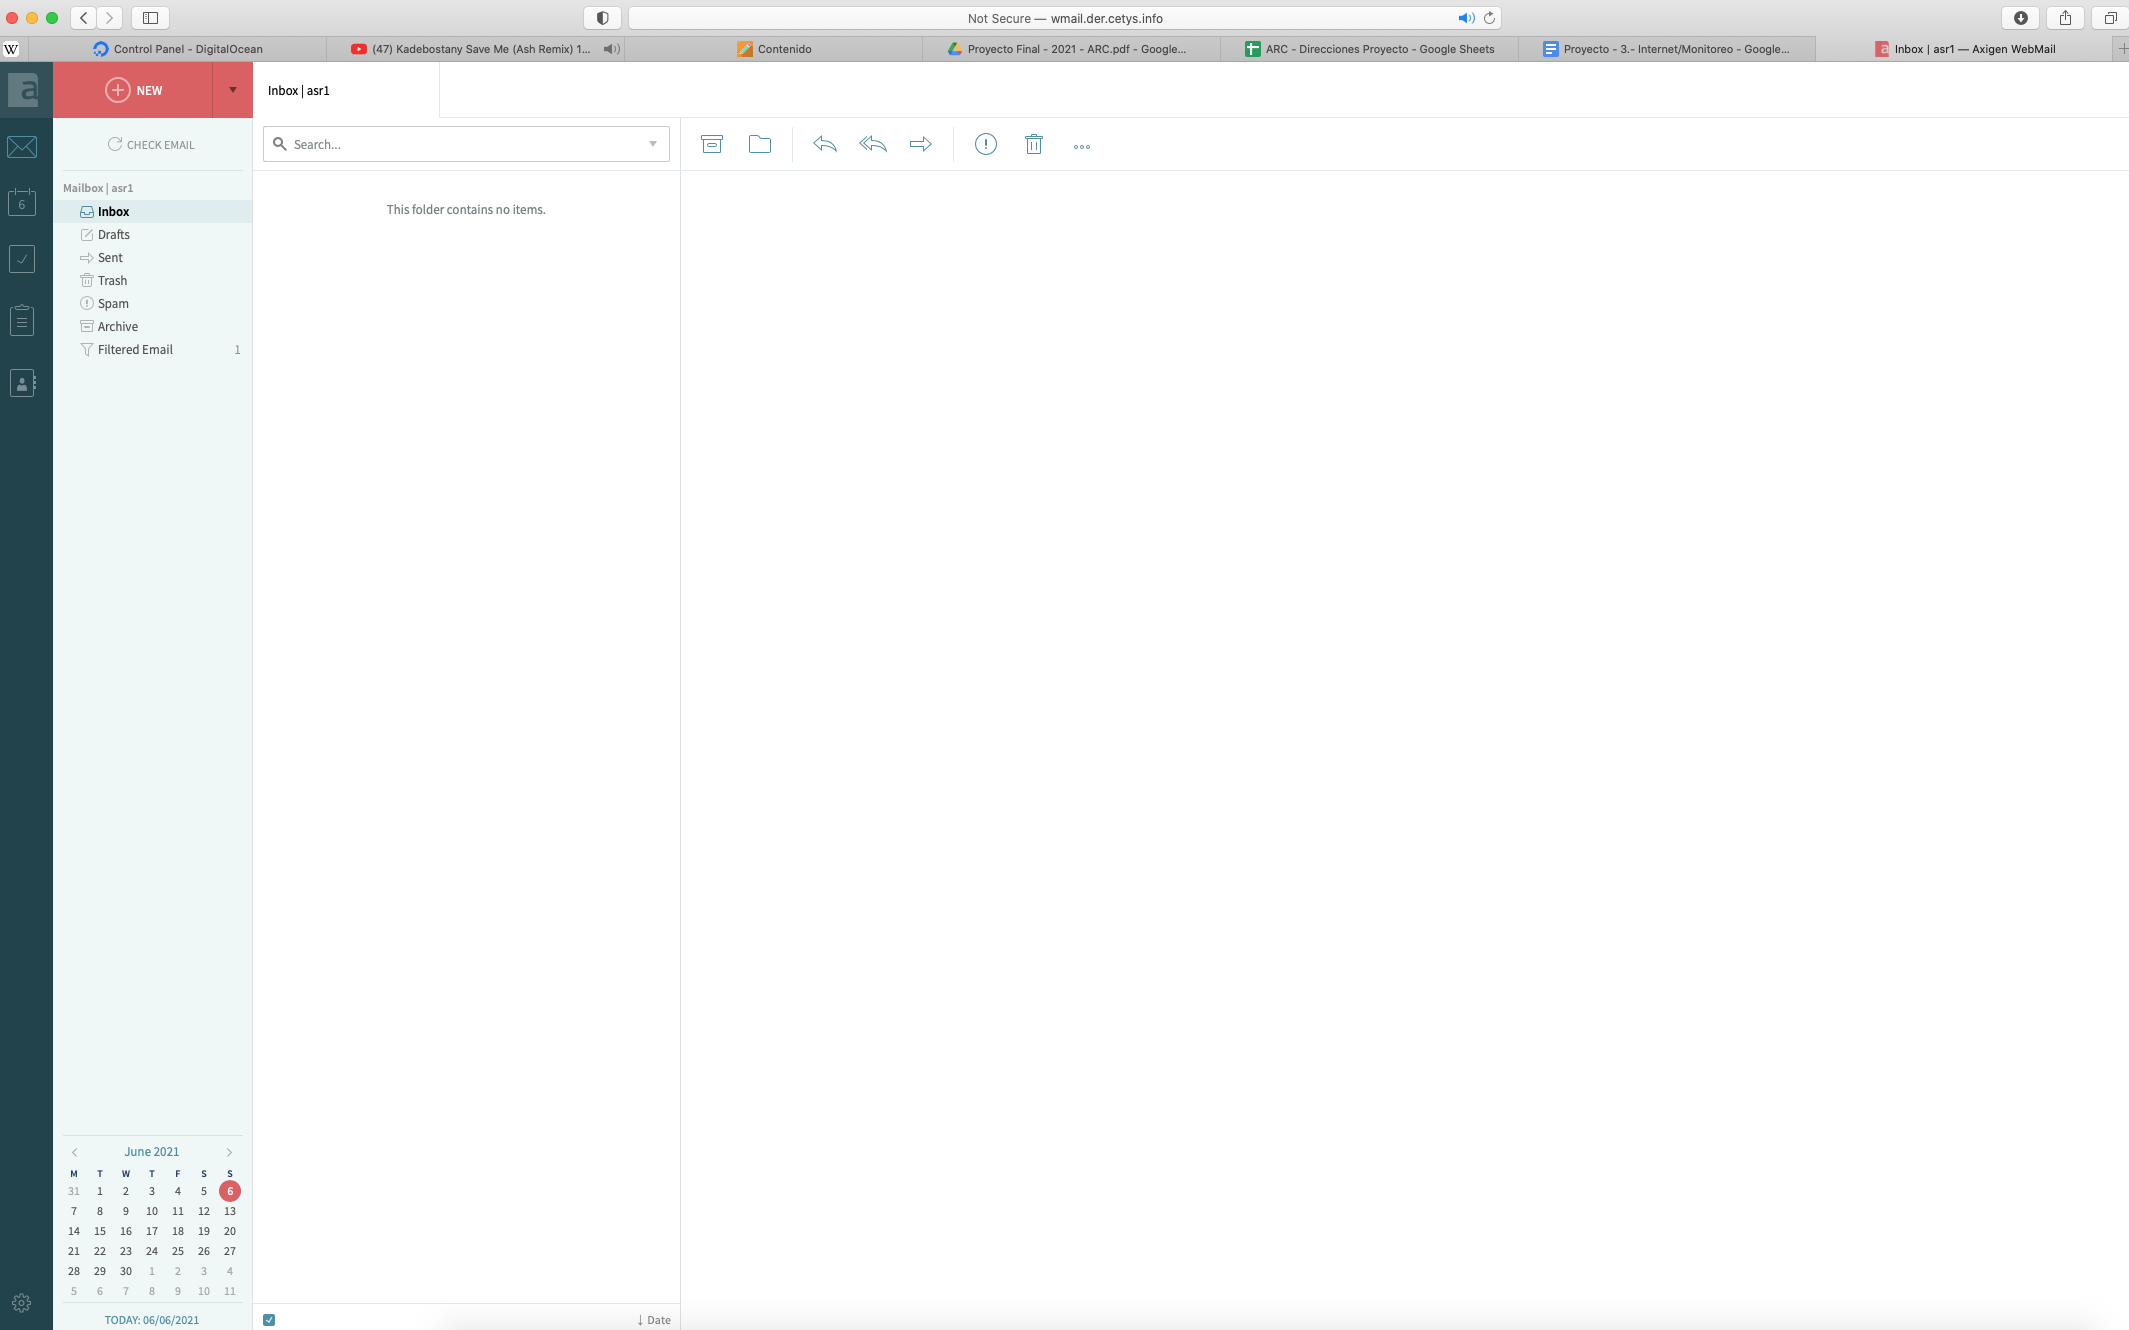 Not Secure — wmail.der.cetys.info
W
Control Panel - DigitalOcean
(47) Kadebostany Save Me (Ash Remix) 1...
Contenido
Proyecto Final - 2021 - ARC.pdf - Google...
ARC - Direcciones Proyecto - Google Sheets
Proyecto - 3.- Internet/Monitoreo - Google...
a Inbox | asr1 — Axigen WebMail
a
NEW
Inbox | asr1
CHECK EMAIL
Search...
Mailbox | asr1
6
Inbox
This folder contains no items.
Drafts
Sent
Trash
Spam
Archive
Filtered Email 1
June 2021
M T W T F S S
31 1 2 3 4 5 6
7 8 9 10 11 12 13
14 15 16 17 18 19 20
21 22 23 24 25 26 27
28 29 30 1 2 3 4
5 6 7 8 9 10 11
TODAY: 06/06/2021
↓ Date